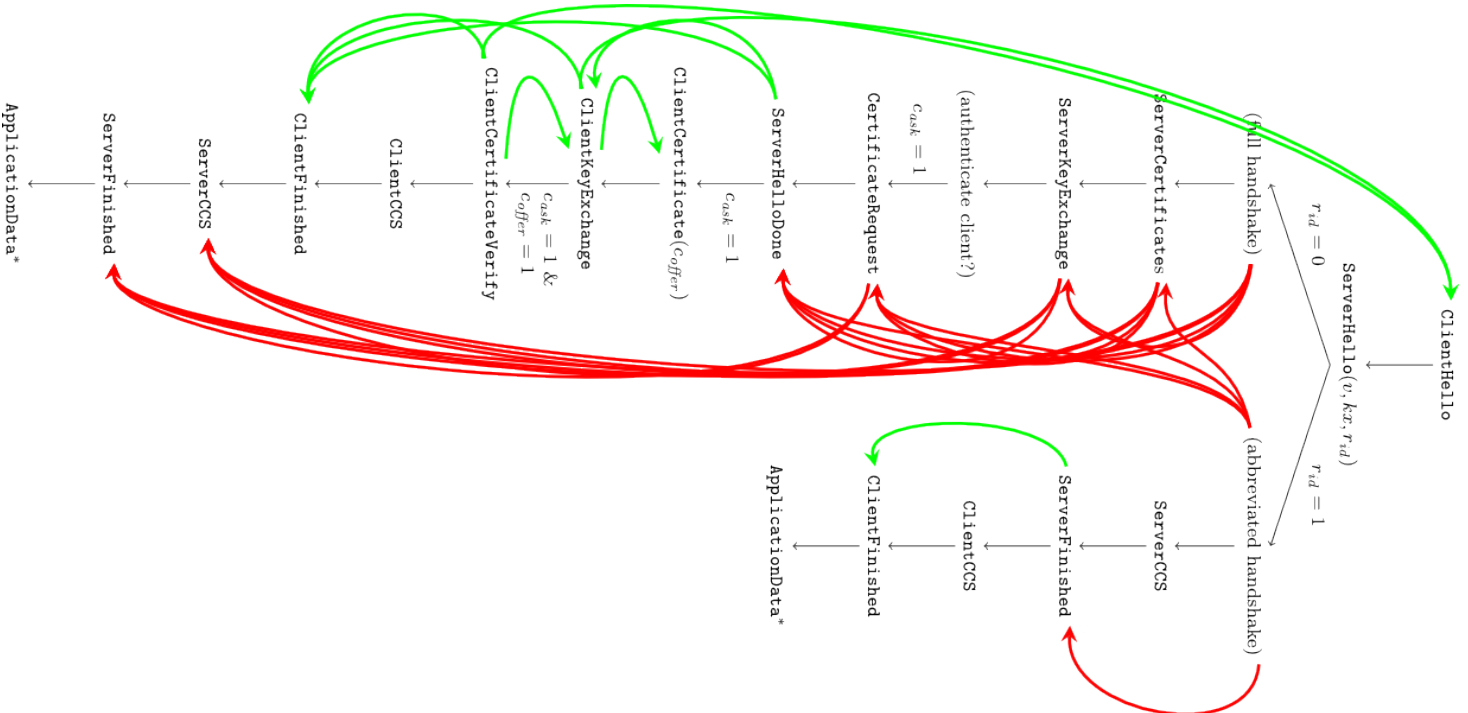 ClientHello
ServerHello(v, kx, r_id)
r_id = 0
r_id = 1
(full handshake)
(abbreviated handshake)
ServerCertificates
ServerCCS
ServerKeyExchange
ServerFinished
(authenticate client?)
ClientCCS
c_ask = 1
CertificateRequest
ClientFinished
ServerHelloDone
ApplicationData*
c_ask = 1
ClientCertificate(c_offer)
ClientKeyExchange
c_ask = 1 &
c_offer = 1
ClientCertificateVerify
ClientCCS
ClientFinished
ServerCCS
ServerFinished
ApplicationData*